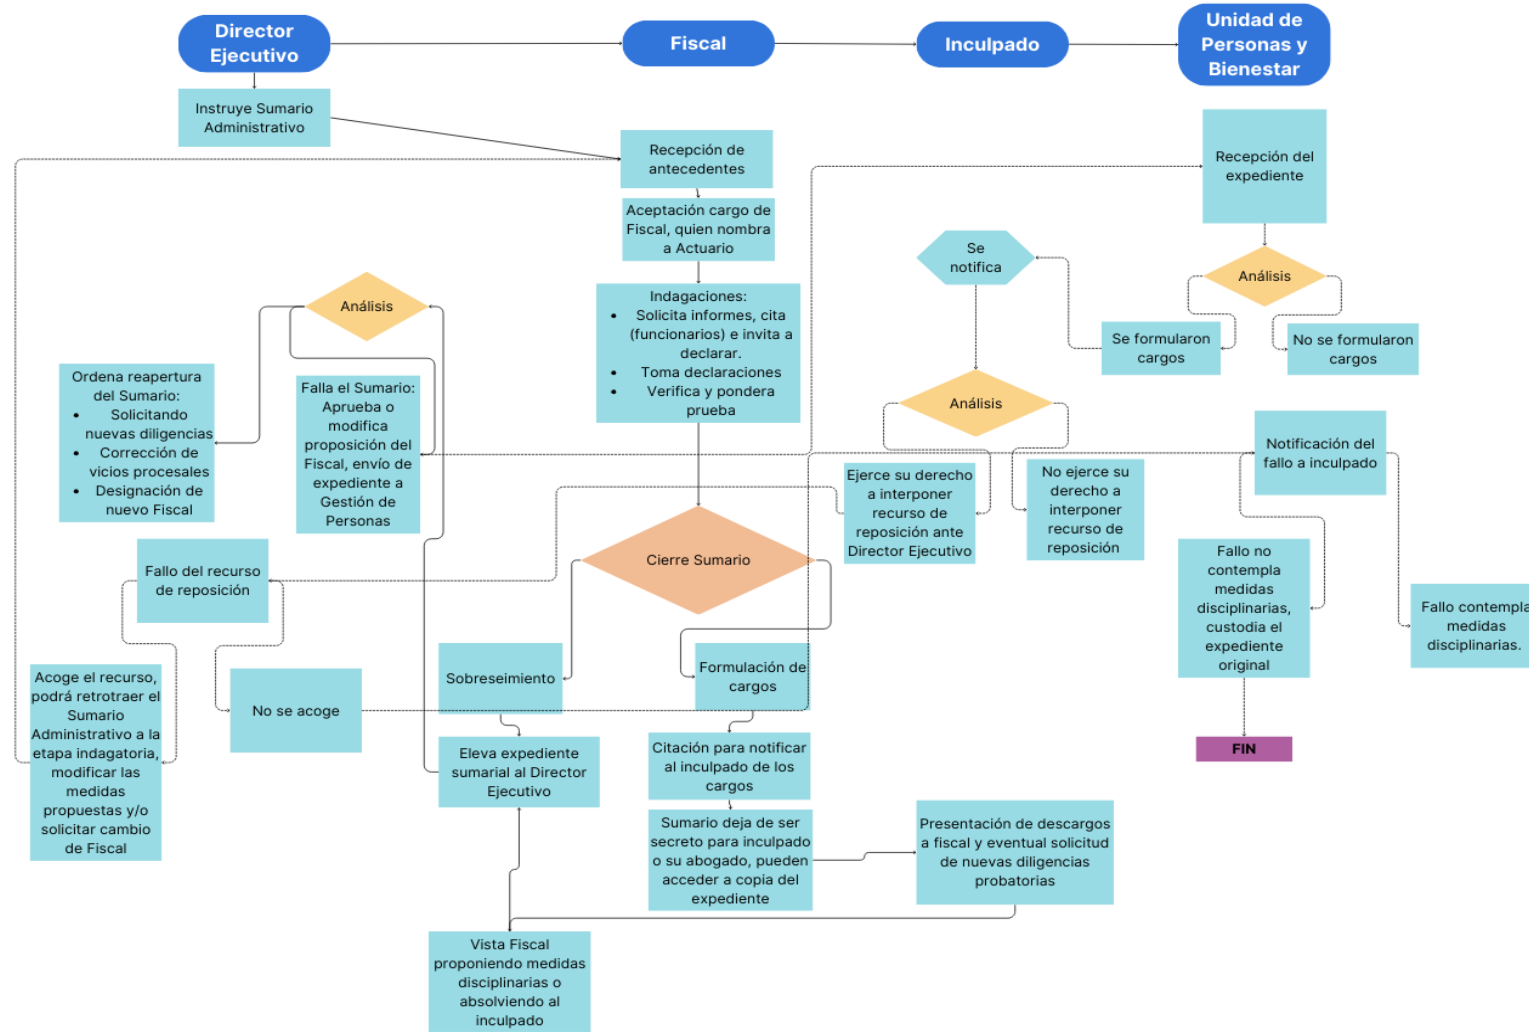 Director
Ejecutivo
Fiscal
Inculpado
Unidad de
Personas y
Bienestar
Instruye Sumario
Administrativo
Recepción de
antecedentes
Recepción del
expediente
Aceptación cargo de
Fiscal, quien nombra
a Actuario
Se
notifica
Análisis
Análisis
Indagaciones:
• Solicita informes, cita
(funcionarios) e invita a
declarar.
• Toma declaraciones
• Verifica y pondera
prueba
Se formularon
cargos
No se formularon
cargos
Ordena reapertura
del Sumario:
• Solicitando
nuevas diligencias
• Corrección de
vicios procesales
• Designación de
nuevo Fiscal
Falla el Sumario:
Aprueba o
modifica
proposición del
Fiscal, envío de
expediente a
Gestión de
Personas
Análisis
Notificación del
fallo a inculpado
Ejerce su derecho
a interponer
recurso de
reposición ante
Director Ejecutivo
No ejerce su
derecho a
interponer
recurso de
reposición
Cierre Sumario
Fallo del recurso
de reposición
Fallo no
contempla
medidas
disciplinarias,
custodia el
expediente
original
Fallo contempla
medidas
disciplinarias.
Acoge el recurso,
podrá retrotraer el
Sumario
Administrativo a la
etapa indagatoria,
modificar las
medidas
propuestas y/o
solicitar cambio
de Fiscal
No se acoge
Sobreseimiento
Formulación de
cargos
Eleva expediente
sumarial al Director
Ejecutivo
Citación para notificar
al inculpado de los
cargos
FIN
Sumario deja de ser
secreto para inculpado
o su abogado, pueden
acceder a copia del
expediente
Presentación de descargos
a fiscal y eventual solicitud
de nuevas diligencias
probatorias
Vista Fiscal
proponiendo medidas
disciplinarias o
absolviendo al
inculpado